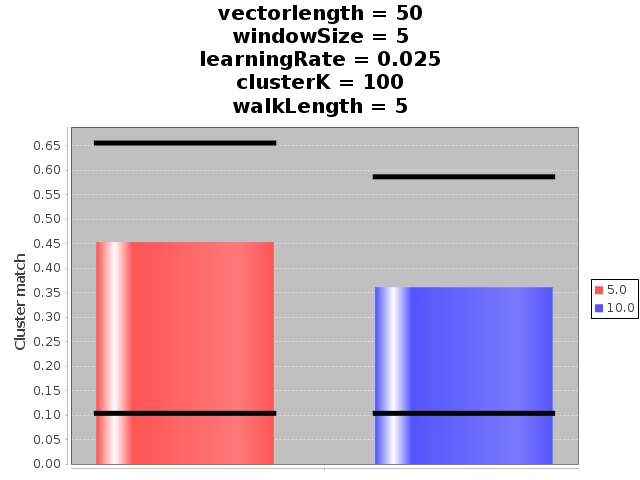 vectorlength = 50
windowSize = 5
learningRate = 0.025
clusterK = 100
walkLength = 5
0.65
0.60
0.55
0.50
0.45
0.40
0.35
0.30
0.25
0.20
0.15
0.10
0.05
0.00
Cluster match
5.0
10.0